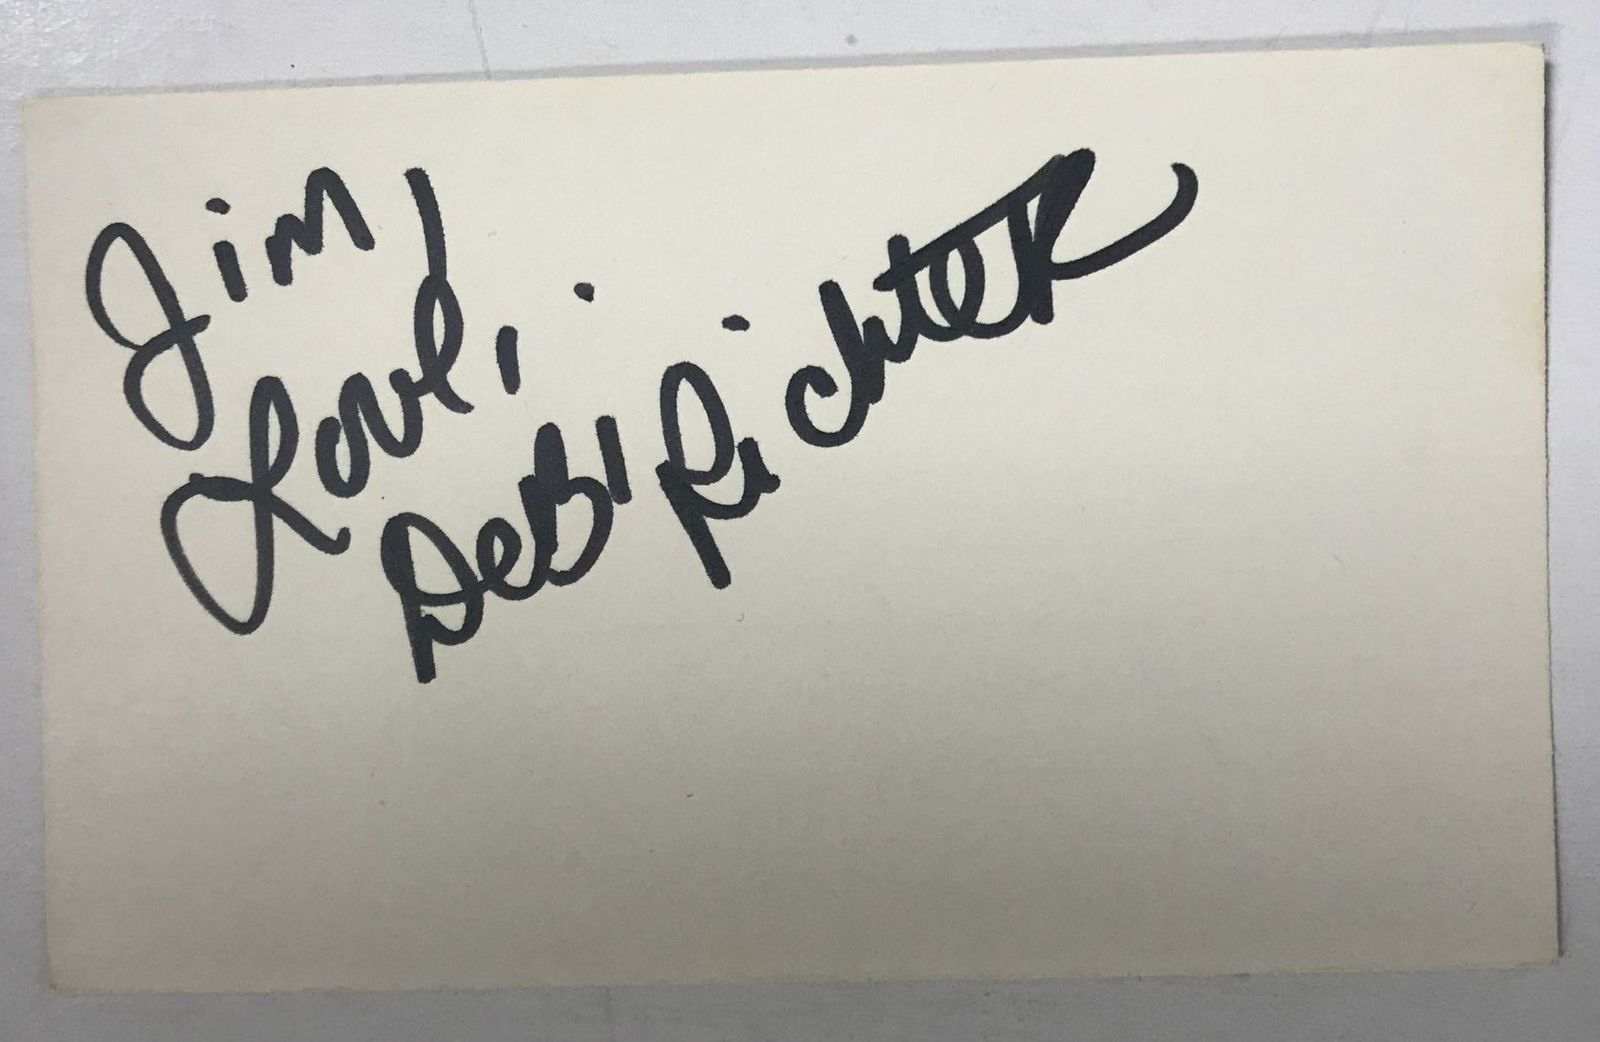 Jim,
Love,
Debi Richter